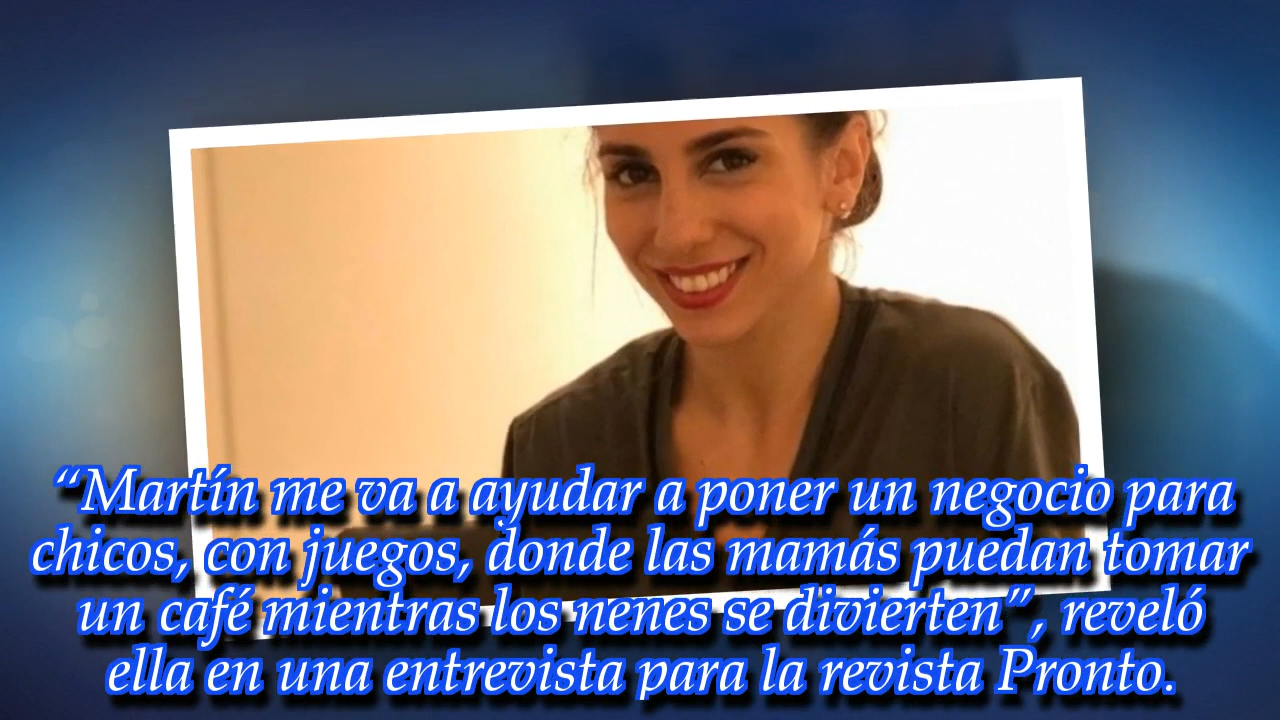 “Martín me va a ayudar a poner un negocio para
chicos, con juegos, donde las mamás puedan tomar
un café mientras los nenes se divierten”, reveló
ella en una entrevista para la revista Pronto.